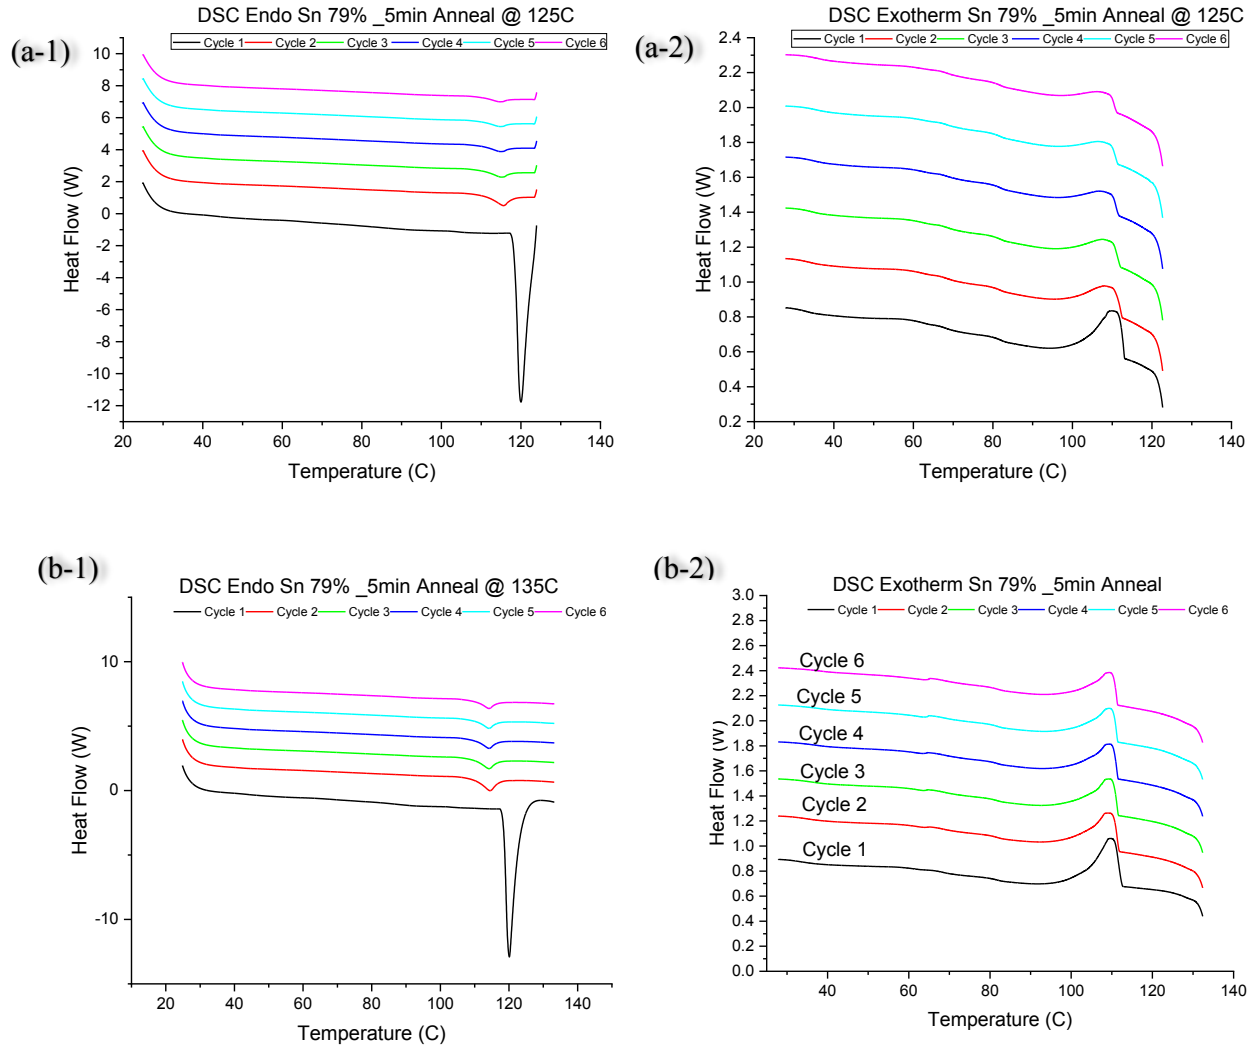 DSC Endo Sn 79% _5min Anneal @ 125C
(a-1)
Cycle 1 Cycle 2 Cycle 3 Cycle 4 Cycle 5 Cycle 6
10
8
6
4
2
0
-2
-4
-6
-8
-10
-12
Heat Flow (W)
20 40 60 80 100 120 140
Temperature (C)
DSC Exotherm Sn 79% _5min Anneal @ 125C
(a-2)
Cycle 1 Cycle 2 Cycle 3 Cycle 4 Cycle 5 Cycle 6
2.4
2.2
2.0
1.8
1.6
1.4
1.2
1.0
0.8
0.6
0.4
0.2
Heat Flow (W)
20 40 60 80 100 120 140
Temperature (C)
(b-1)
DSC Endo Sn 79% _5min Anneal @ 135C
Cycle 1 Cycle 2 Cycle 3 Cycle 4 Cycle 5 Cycle 6
10
0
-10
Heat Flow (W)
20 40 60 80 100 120 140
Temperature (C)
(b-2)
DSC Exotherm Sn 79% _5min Anneal
Cycle 1 Cycle 2 Cycle 3 Cycle 4 Cycle 5 Cycle 6
3.0
2.8
2.6
2.4
2.2
2.0
1.8
1.6
1.4
1.2
1.0
0.8
0.6
0.4
0.2
0.0
Heat Flow (W)
Cycle 6
Cycle 5
Cycle 4
Cycle 3
Cycle 2
Cycle 1
40 60 80 100 120 140
Temperature (C)